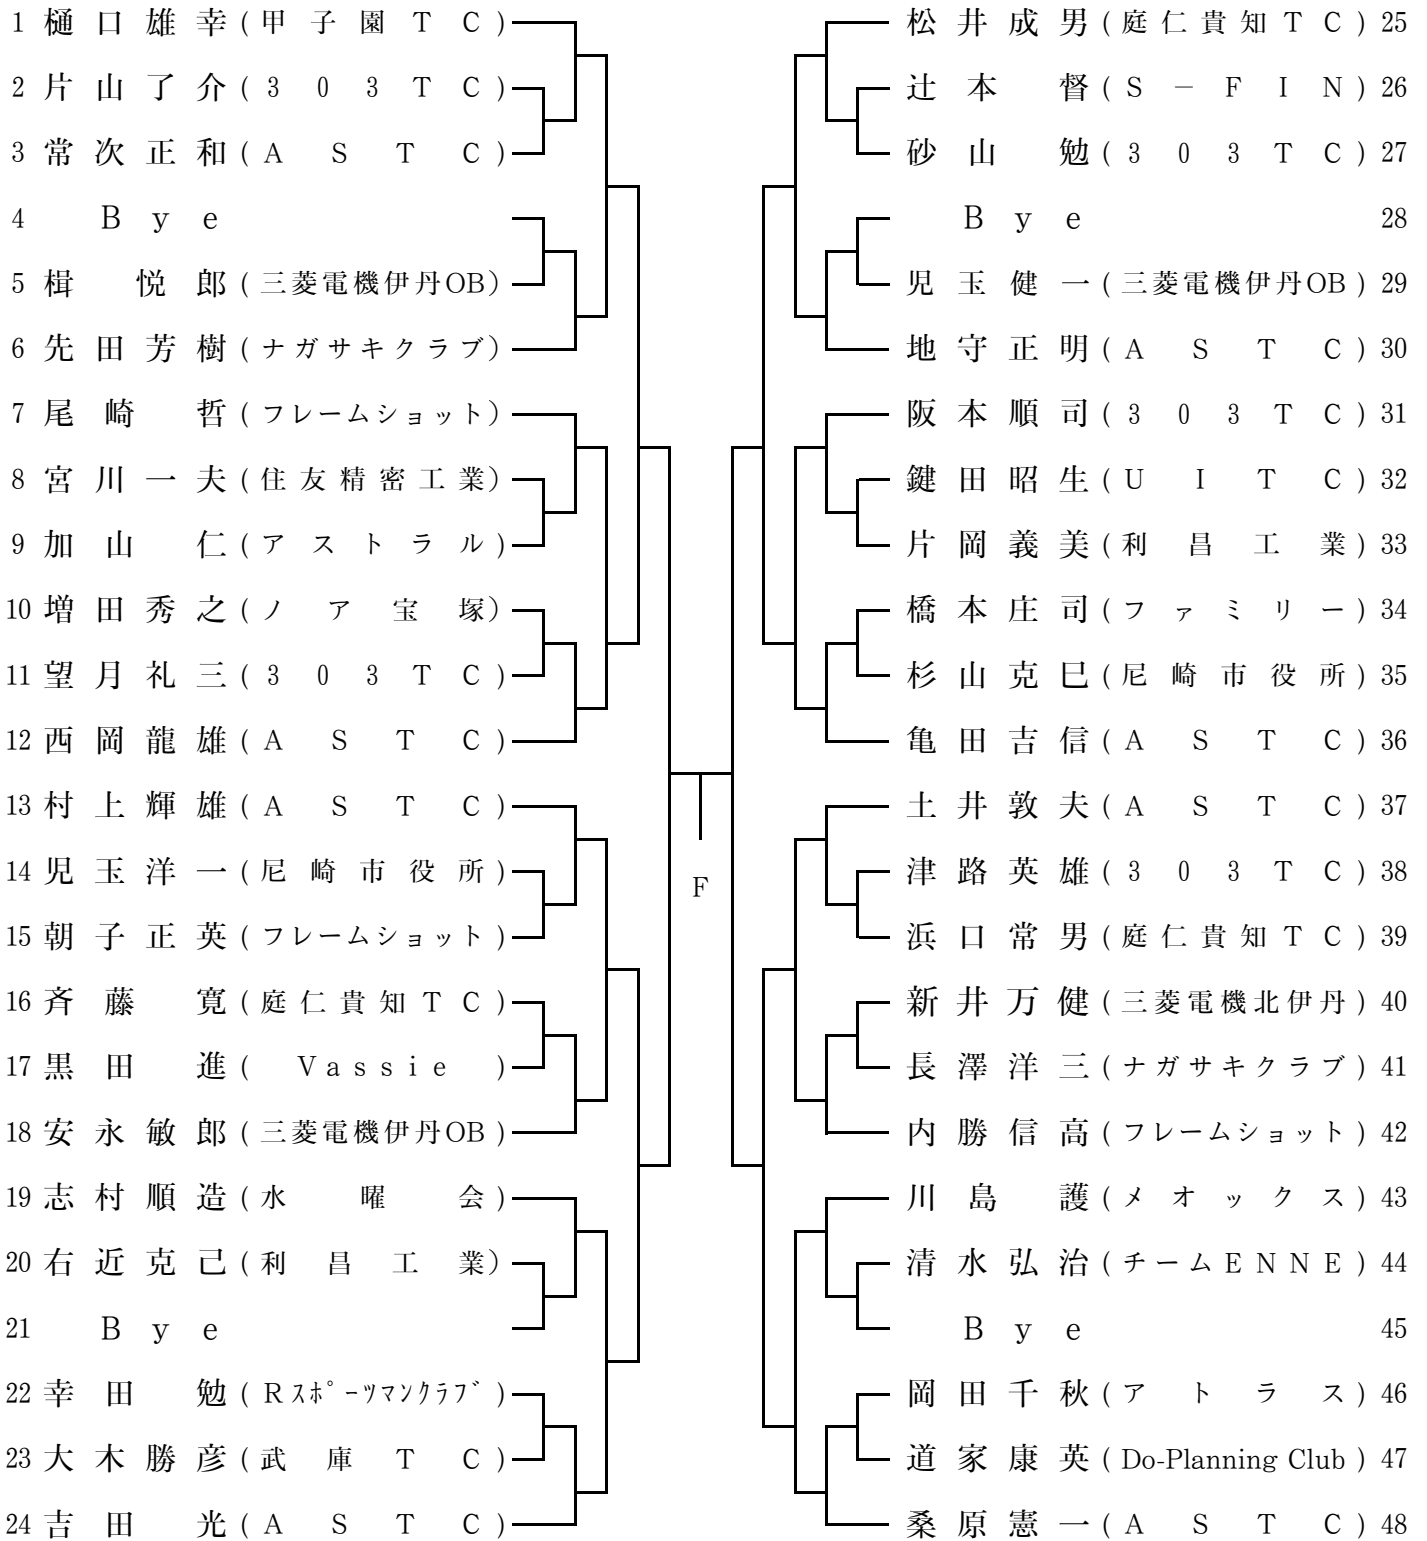 1 樋口雄幸(甲子園TC)
2 片山了介(303TC)
3 常次正和(ASTC)
4 Bye
5 楫 悦郎(三菱電機伊丹OB)
6 先田芳樹(ナガサキクラブ)
7 尾崎 哲(フレームショット)
8 宮川一夫(住友精密工業)
9 加山 仁(アストラル)
10 増田秀之(ノア宝塚)
11 望月礼三(303TC)
12 西岡龍雄(ASTC)
13 村上輝雄(ASTC)
14 児玉洋一(尼崎市役所)
15 朝子正英(フレームショット)
16 斉藤 寛(庭仁貴知TC)
17 黒田 進(Vassie)
18 安永敏郎(三菱電機伊丹OB)
19 志村順造(水曜会)
20 右近克己(利昌工業)
21 Bye
22 幸田 勉(Rスポーツマンクラブ)
23 大木勝彦(武庫TC)
24 吉田 光(ASTC)
F
松井成男(庭仁貴知TC) 25
辻本 督(S－FIN) 26
砂山 勉(303TC) 27
Bye 28
児玉健一(三菱電機伊丹OB) 29
地守正明(ASTC) 30
阪本順司(303TC) 31
鍵田昭生(UITC) 32
片岡義美(利昌工業) 33
橋本庄司(ファミリー) 34
杉山克巳(尼崎市役所) 35
亀田吉信(ASTC) 36
土井敦夫(ASTC) 37
津路英雄(303TC) 38
浜口常男(庭仁貴知TC) 39
新井万健(三菱電機北伊丹) 40
長澤洋三(ナガサキクラブ) 41
内勝信高(フレームショット) 42
川島 護(メオックス) 43
清水弘治(チームENNE) 44
Bye 45
岡田千秋(アトラス) 46
道家康英(Do-Planning Club) 47
桑原憲一(ASTC) 48